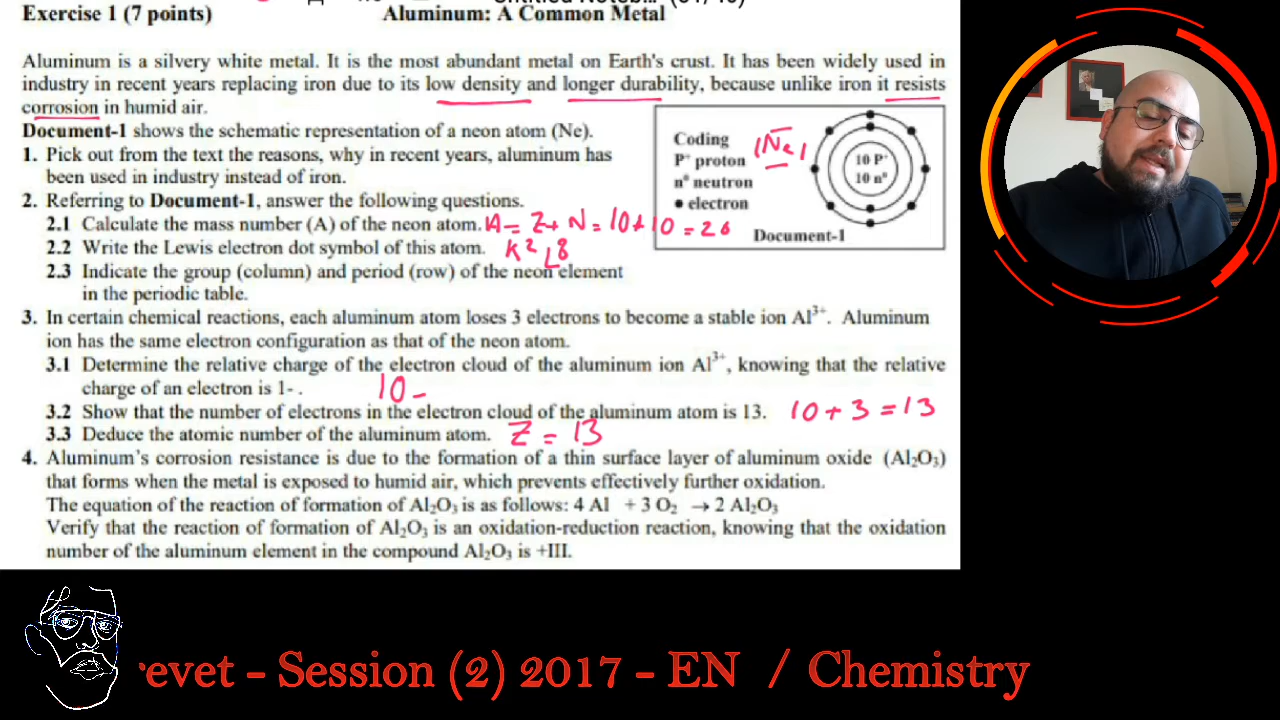 Exercise 1 (7 points) Aluminum: A Common Metal
Aluminum is a silvery white metal. It is the most abundant metal on Earth's crust. It has been widely used in
industry in recent years replacing iron due to its low density and longer durability, because unlike iron it resists
corrosion in humid air.
Document-1 shows the schematic representation of a neon atom (Ne).
1. Pick out from the text the reasons, why in recent years, aluminum has
been used in industry instead of iron.
2. Referring to Document-1, answer the following questions.
2.1 Calculate the mass number (A) of the neon atom. A = Z + N = 10 + 10 = 20
2.2 Write the Lewis electron dot symbol of this atom. K2 L8
2.3 Indicate the group (column) and period (row) of the neon element
in the periodic table.
Coding
P⁺ proton
n⁰ neutron
• electron
Ne
10 P⁺
10 n⁰
Document-1
3. In certain chemical reactions, each aluminum atom loses 3 electrons to become a stable ion Al³⁺. Aluminum
ion has the same electron configuration as that of the neon atom.
3.1 Determine the relative charge of the electron cloud of the aluminum ion Al³⁺, knowing that the relative
charge of an electron is 1- . 10 -
3.2 Show that the number of electrons in the electron cloud of the aluminum atom is 13. 10 + 3 = 13
3.3 Deduce the atomic number of the aluminum atom. Z = 13
4. Aluminum's corrosion resistance is due to the formation of a thin surface layer of aluminum oxide (Al₂O₃)
that forms when the metal is exposed to humid air, which prevents effectively further oxidation.
The equation of the reaction of formation of Al₂O₃ is as follows: 4 Al + 3 O₂ → 2 Al₂O₃
Verify that the reaction of formation of Al₂O₃ is an oxidation-reduction reaction, knowing that the oxidation
number of the aluminum element in the compound Al₂O₃ is +III.
evet - Session (2) 2017 - EN / Chemistry